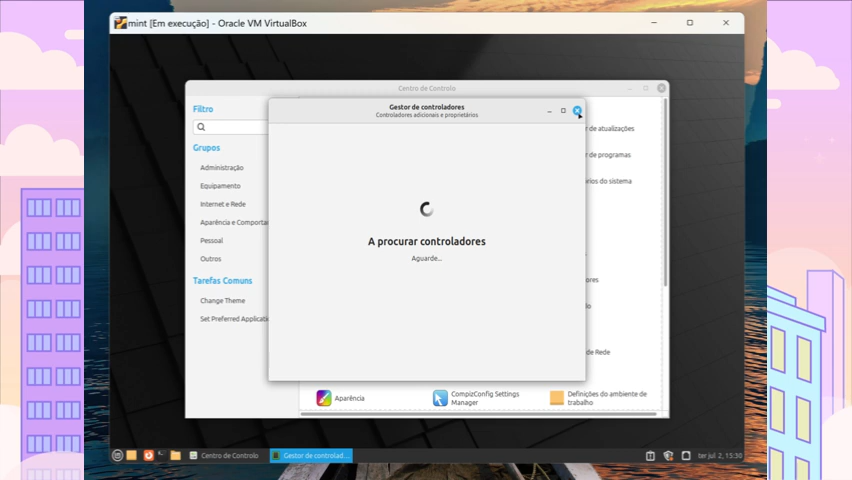 mint [Em execução] - Oracle VM VirtualBox
Centro de Controlo
Gestor de controladores
Controladores adicionais e proprietários
Filtro
Grupos
Administração
Equipamento
Internet e Rede
Aparência e Comporta
Pessoal
Outros
Tarefas Comuns
Change Theme
Set Preferred Applicati
A procurar controladores
Aguarde...
r de atualizações
r de programas
órios do sistema
ores
lo
de Rede
Aparência
CompizConfig Settings
Manager
Definições do ambiente de
trabalho
Centro de Controlo
Gestor de controlad...
ter jul 2, 15:30